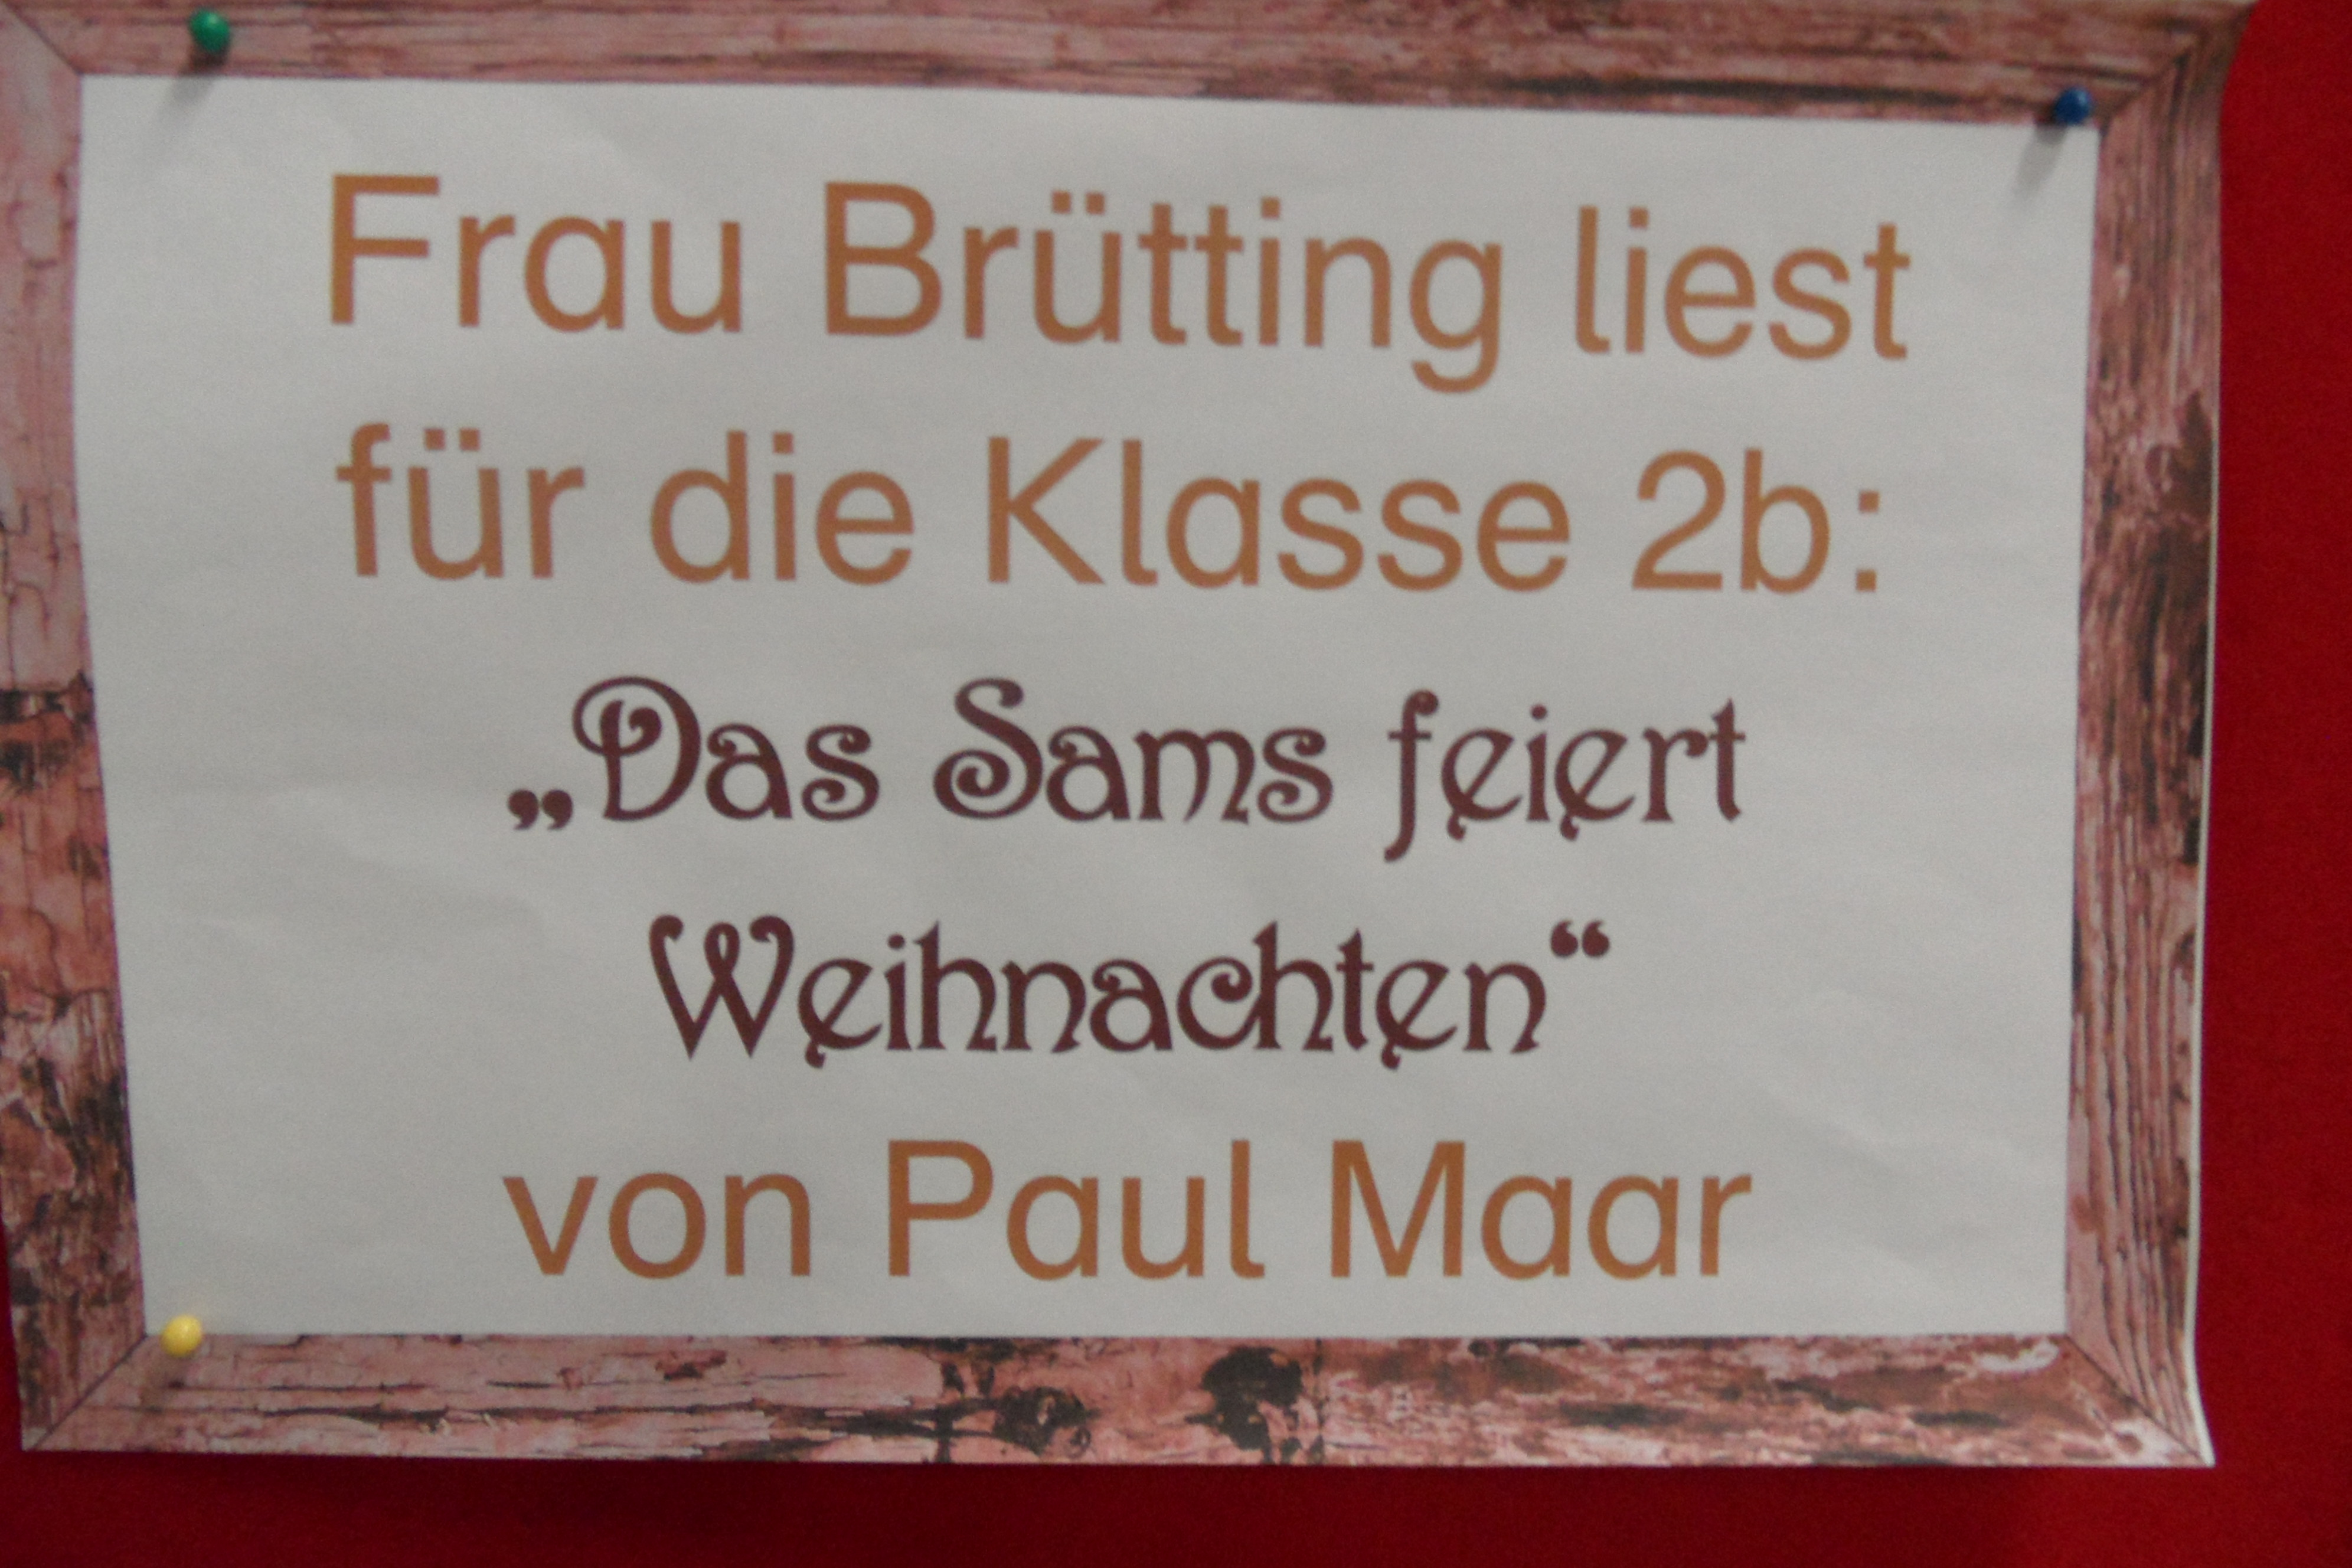 Frau Brütting liest
für die Klasse 2b:
„Das Sams feiert
Weihnachten“
von Paul Maar